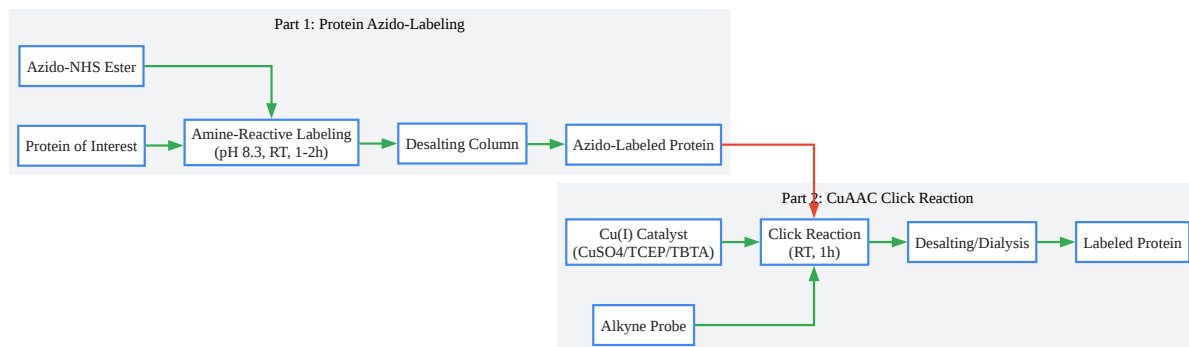 Part 1: Protein Azido-Labeling
Azido-NHS Ester
Protein of Interest
Amine-Reactive Labeling
(pH 8.3, RT, 1-2h)
Desalting Column
Azido-Labeled Protein
Part 2: CuAAC Click Reaction
Cu(I) Catalyst
(CuSO4/TCEP/TBTA)
Click Reaction
(RT, 1h)
Desalting/Dialysis
Labeled Protein
Alkyne Probe